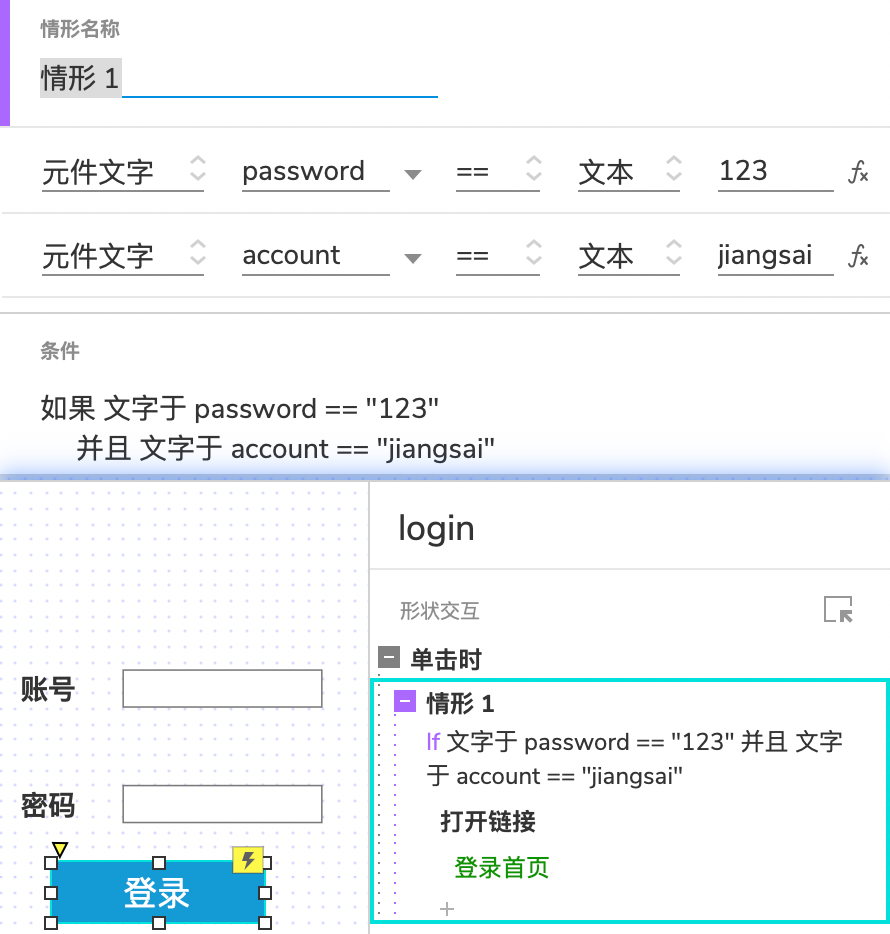 情形名称
情形 1
元件文字 password == 文本 123 fx
元件文字 account == 文本 jiangsai fx
条件
如果 文字于 password == "123"
并且 文字于 account == "jiangsai"
login
形状交互
单击时
情形 1
If 文字于 password == "123" 并且 文字
于 account == "jiangsai"
打开链接
登录首页
账号
密码
登录